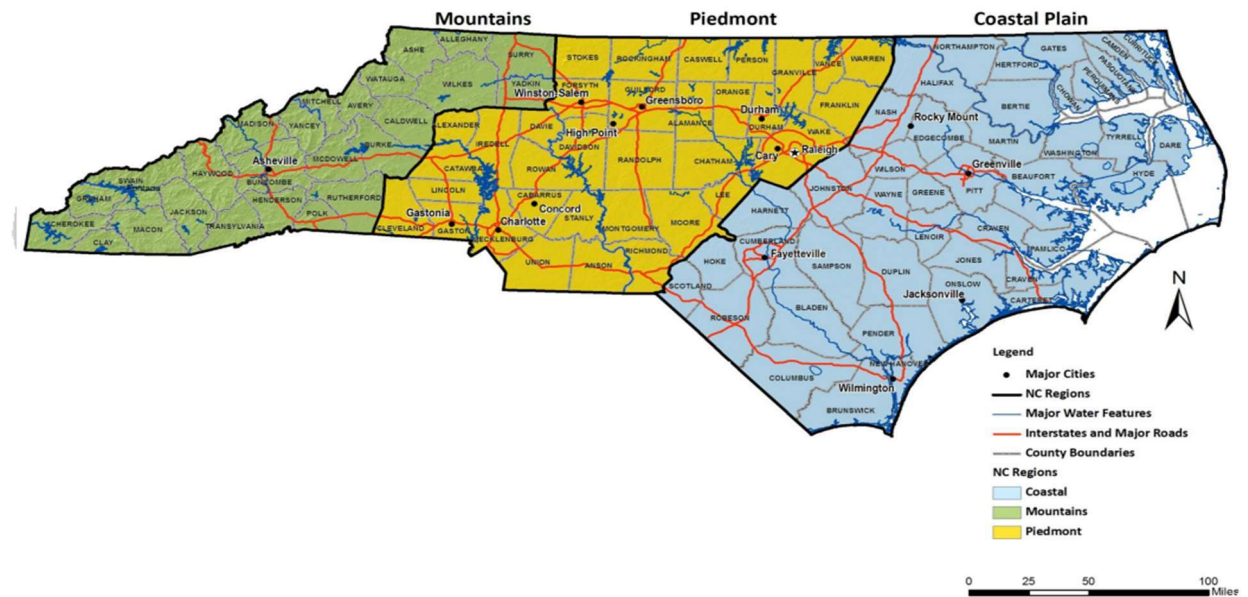 Mountains
Piedmont
Coastal Plain
ALLEGHANY
ASHE
SURRY
WATAUGA
WILKES
YADKIN
MITCHELL
AVERY
CALDWELL
MADISON
YANCEY
BURKE
MCDOWELL
Asheville
HAYWOOD
BUNCOMBE
SWAIN
GRAHAM
HENDERSON
RUTHERFORD
JACKSON
POLK
CHEROKEE
MACON
TRANSYLVANIA
CLAY
STOKES
ROCKINGHAM
CASWELL
PERSON
VANCE
WARREN
GRANVILLE
FORSYTH
GUILFORD
ORANGE
Winston-Salem
Greensboro
FRANKLIN
Durham
ALEXANDER
DAVIE
High Point
ALAMANCE
DURHAM
WAKE
IREDELL
DAVIDSON
Cary
Raleigh
CATAWBA
ROWAN
RANDOLPH
CHATHAM
LINCOLN
CABARRUS
LEE
Gastonia
Concord
STANLY
CLEVELAND
GASTON
Charlotte
MONTGOMERY
MOORE
MECKLENBURG
RICHMOND
UNION
ANSON
NORTHAMPTON
GATES
CAMDEN
CURRITUCK
HERTFORD
PASQUOTANK
PERQUIMANS
CHOWAN
HALIFAX
BERTIE
NASH
Rocky Mount
EDGECOMBE
MARTIN
WASHINGTON
TYRRELL
DARE
WILSON
Greenville
PITT
BEAUFORT
HYDE
JOHNSTON
WAYNE
GREENE
HARNETT
LENOIR
CRAVEN
PAMLICO
CUMBERLAND
HOKE
Fayetteville
SAMPSON
DUPLIN
JONES
CRAVEN
SCOTLAND
ONSLOW
Jacksonville
CARTERET
ROBESON
BLADEN
PENDER
COLUMBUS
NEW HANOVER
Wilmington
BRUNSWICK
N
Legend
Major Cities
NC Regions
Major Water Features
Interstates and Major Roads
County Boundaries
NC Regions
Coastal
Mountains
Piedmont
0 25 50 100
Miles